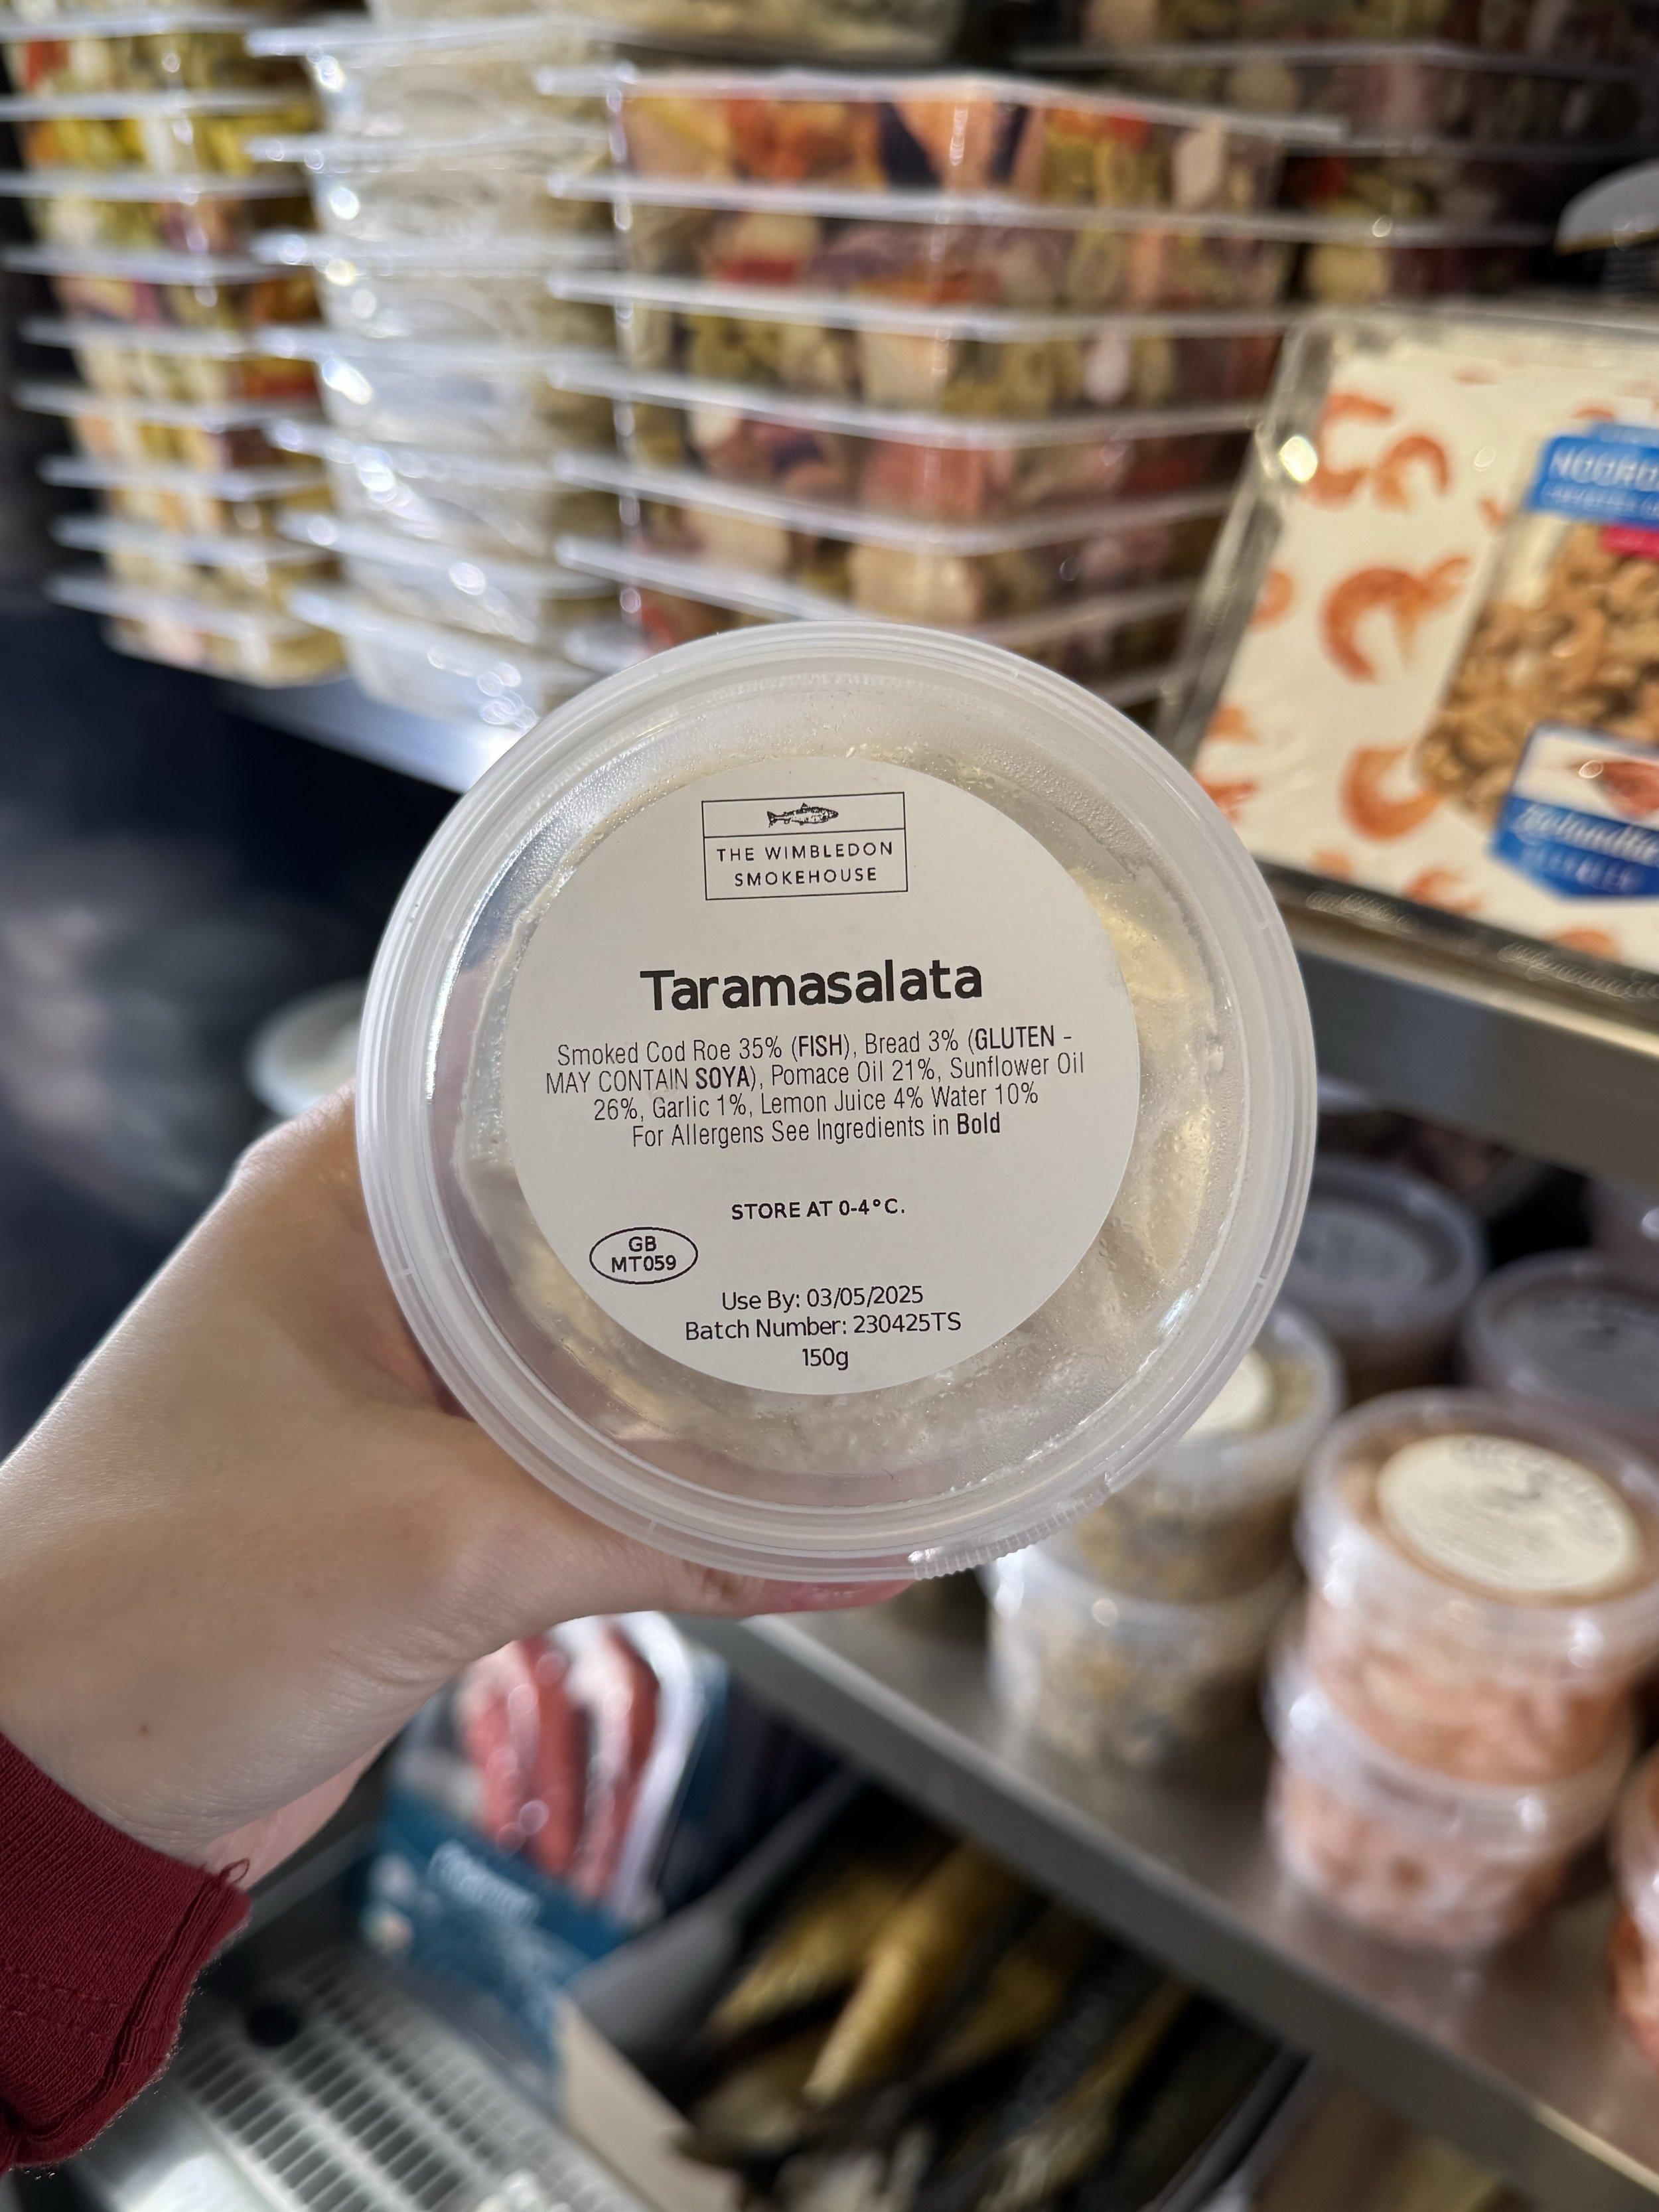 THE WIMBLEDON
SMOKEHOUSE
Taramasalata
Smoked Cod Roe 35% (FISH), Bread 3% (GLUTEN -
MAY CONTAIN SOYA), Pomace Oil 21%, Sunflower Oil
26%, Garlic 1%, Lemon Juice 4% Water 10%
For Allergens See Ingredients in Bold
STORE AT 0-4°C.
GB
MT059
Use By: 03/05/2025
Batch Number: 230425TS
150g